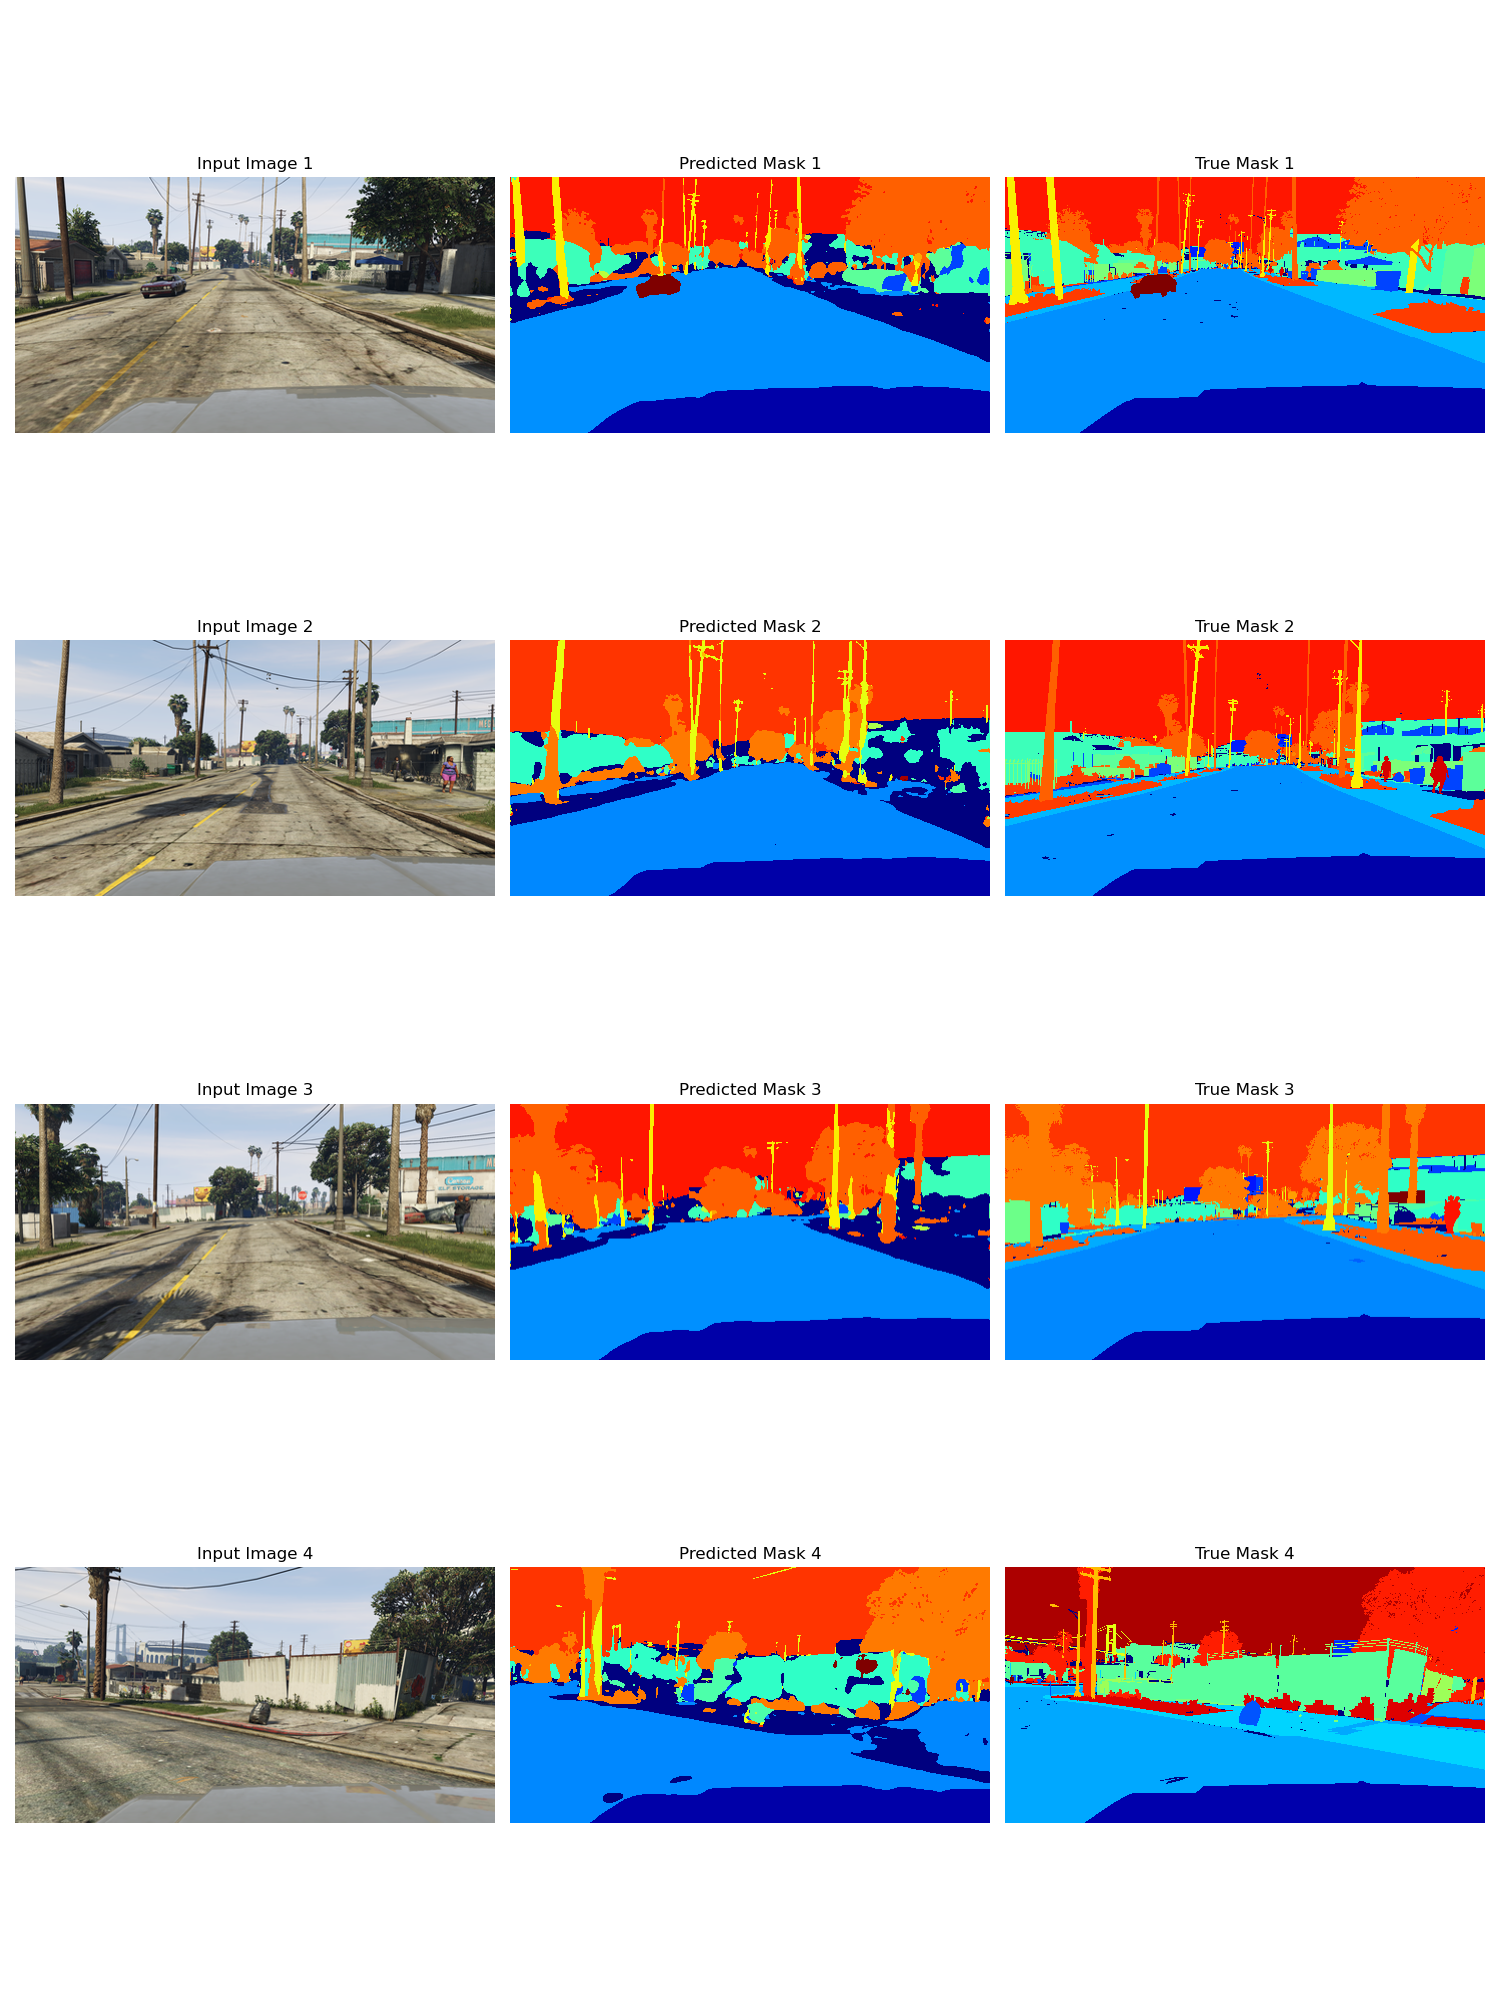 Input Image 1
Predicted Mask 1
True Mask 1
Input Image 2
Predicted Mask 2
True Mask 2
Input Image 3
Predicted Mask 3
True Mask 3
Input Image 4
Predicted Mask 4
True Mask 4